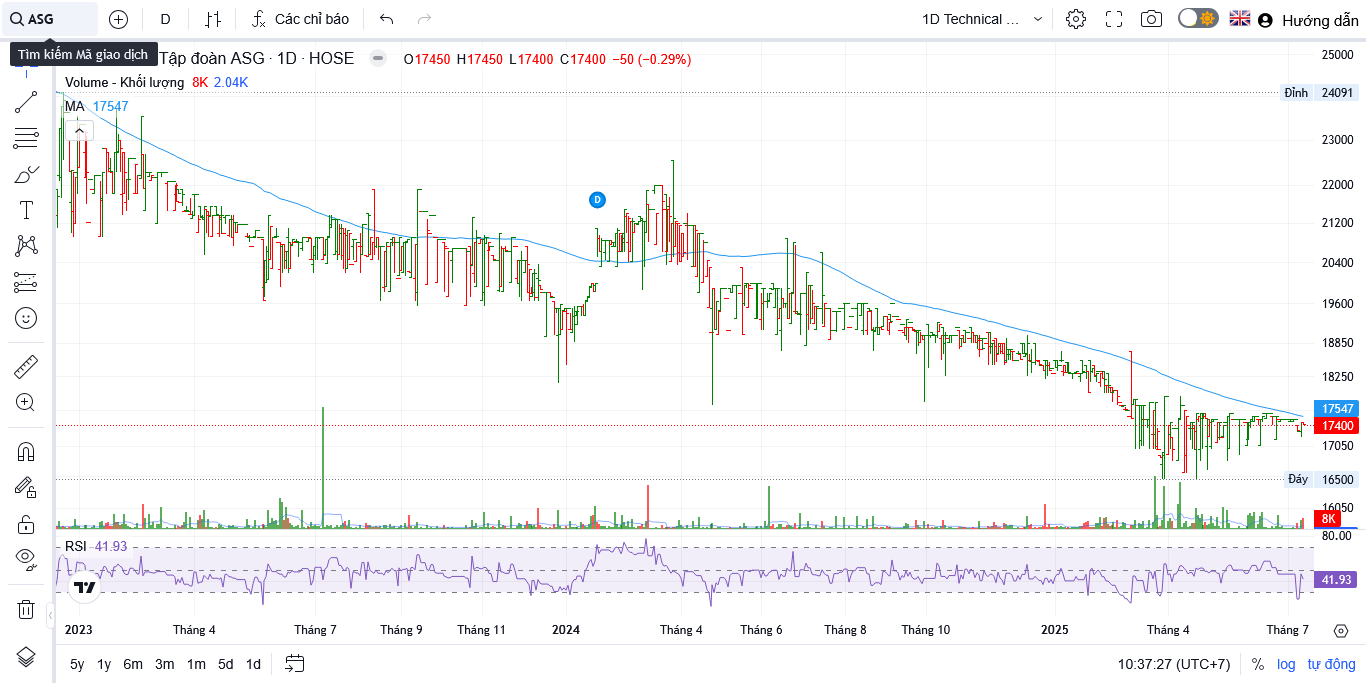 ASG
D
Các chỉ báo
1D Technical ...
Hướng dẫn
Tìm kiếm Mã giao dịch
Tập đoàn ASG · 1D · HOSE
O17450 H17450 L17400 C17400 −50 (−0.29%)
Volume - Khối lượng 8K 2.04K
MA 17547
25000
Đỉnh 24091
23000
22000
21200
20400
19600
18850
18250
17547
17400
17050
Đáy 16500
16050
8K
D
RSI 41.93
80.00
41.93
2023
Tháng 4
Tháng 7
Tháng 9
Tháng 11
2024
Tháng 4
Tháng 6
Tháng 8
Tháng 10
2025
Tháng 4
Tháng 7
5y 1y 6m 3m 1m 5d 1d
10:37:27 (UTC+7)
% log tự động